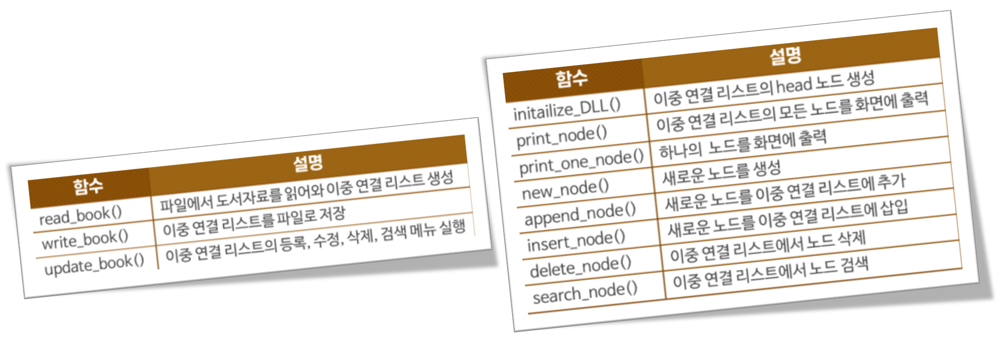 함수 설명
read_book() 파일에서 도서자료를 읽어와 이중 연결 리스트 생성
write_book() 이중 연결 리스트를 파일로 저장
update_book() 이중 연결 리스트의 등록, 수정, 삭제, 검색 메뉴 실행
함수 설명
initailize_DLL() 이중 연결 리스트의 head 노드 생성
print_node() 이중 연결 리스트의 모든 노드를 화면에 출력
print_one_node() 하나의 노드를 화면에 출력
new_node() 새로운 노드를 생성
append_node() 새로운 노드를 이중 연결 리스트에 추가
insert_node() 새로운 노드를 이중 연결 리스트에 삽입
delete_node() 이중 연결 리스트에서 노드 삭제
search_node() 이중 연결 리스트에서 노드 검색